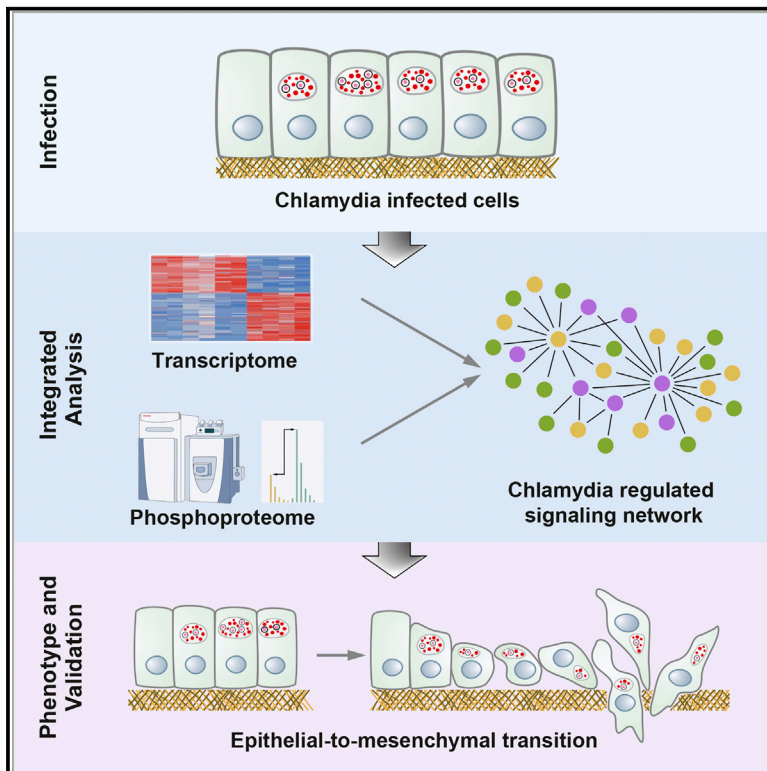 Infection
Chlamydia infected cells
Integrated
Analysis
Transcriptome
Phosphoproteome
Chlamydia regulated
signaling network
Phenotype and
Validation
Epithelial-to-mesenchymal transition